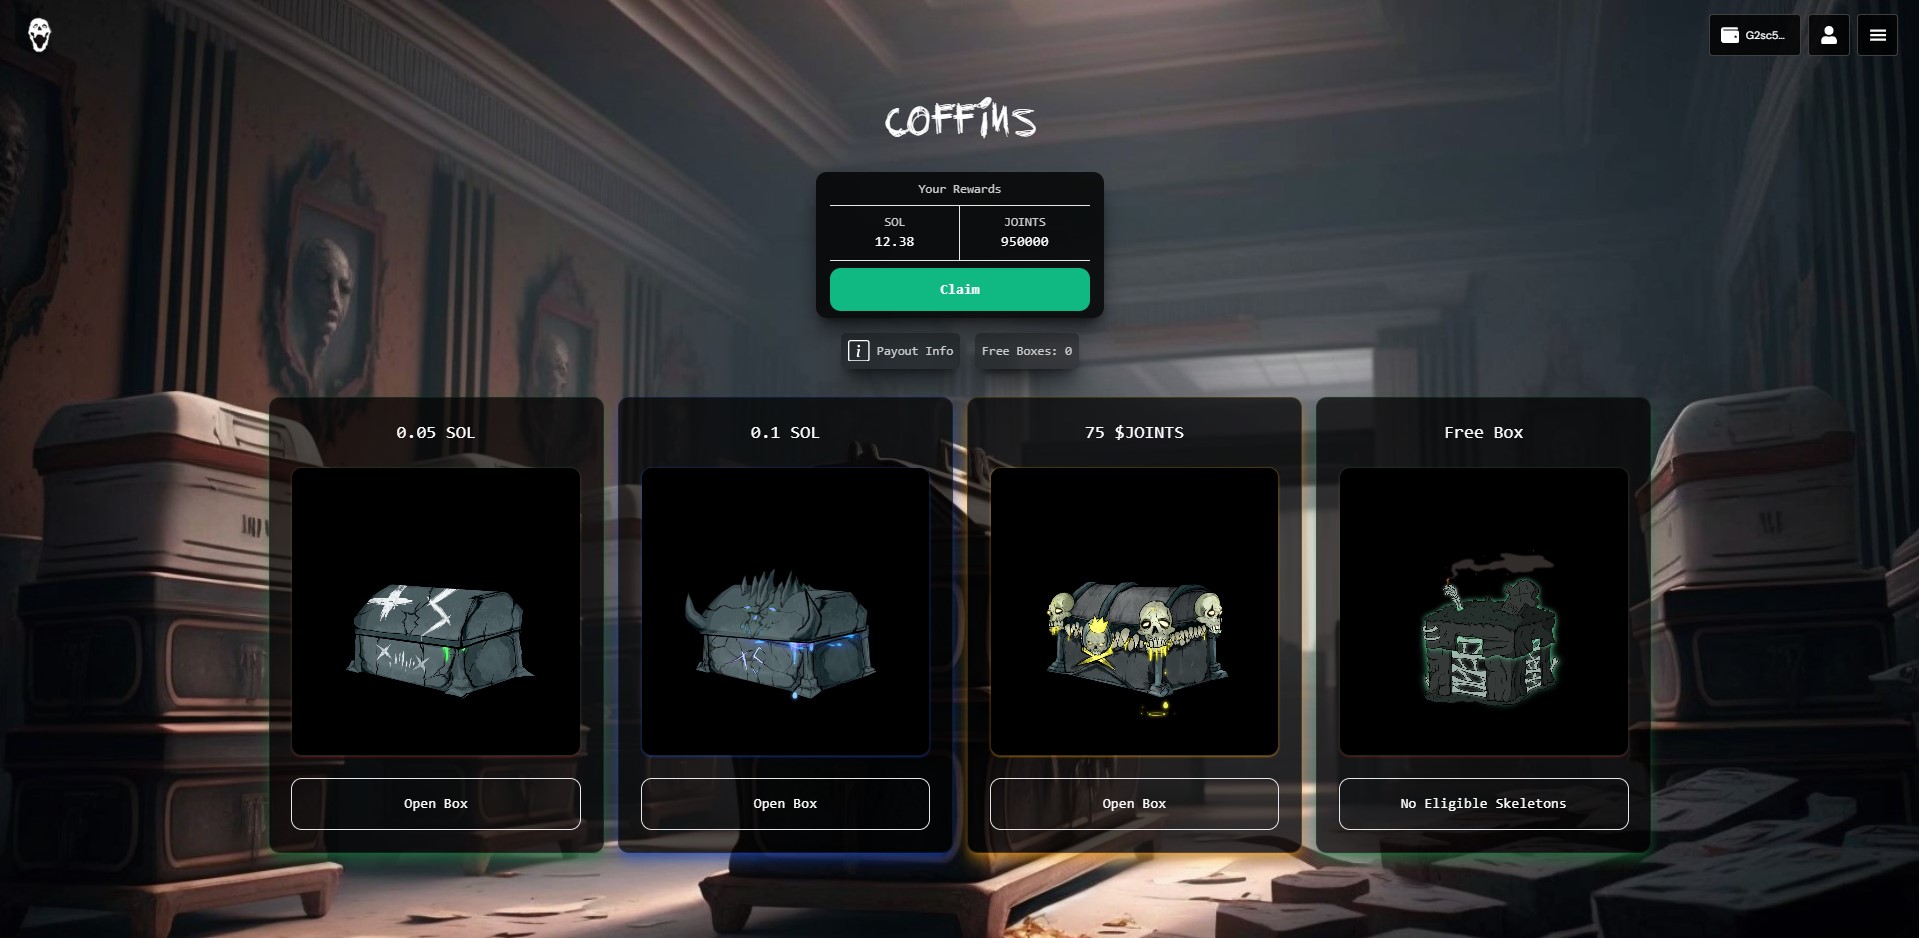 G2sc5...
COFFiNS
Your Rewards
SOL
12.38
JOINTS
950000
Claim
i Payout Info
Free Boxes: 0
0.05 SOL
Open Box
0.1 SOL
Open Box
75 $JOINTS
Open Box
Free Box
No Eligible Skeletons